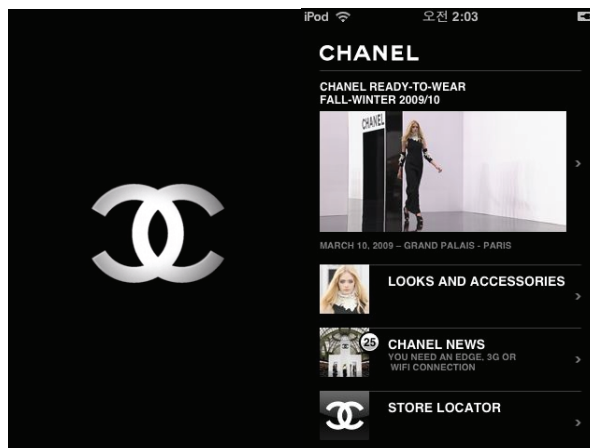 iPod 오전 2:03
CHANEL
CHANEL READY-TO-WEAR
FALL-WINTER 2009/10
CHANEL
MARCH 10, 2009 – GRAND PALAIS - PARIS
LOOKS AND ACCESSORIES
25
CHANEL NEWS
YOU NEED AN EDGE, 3G OR
WIFI CONNECTION
STORE LOCATOR